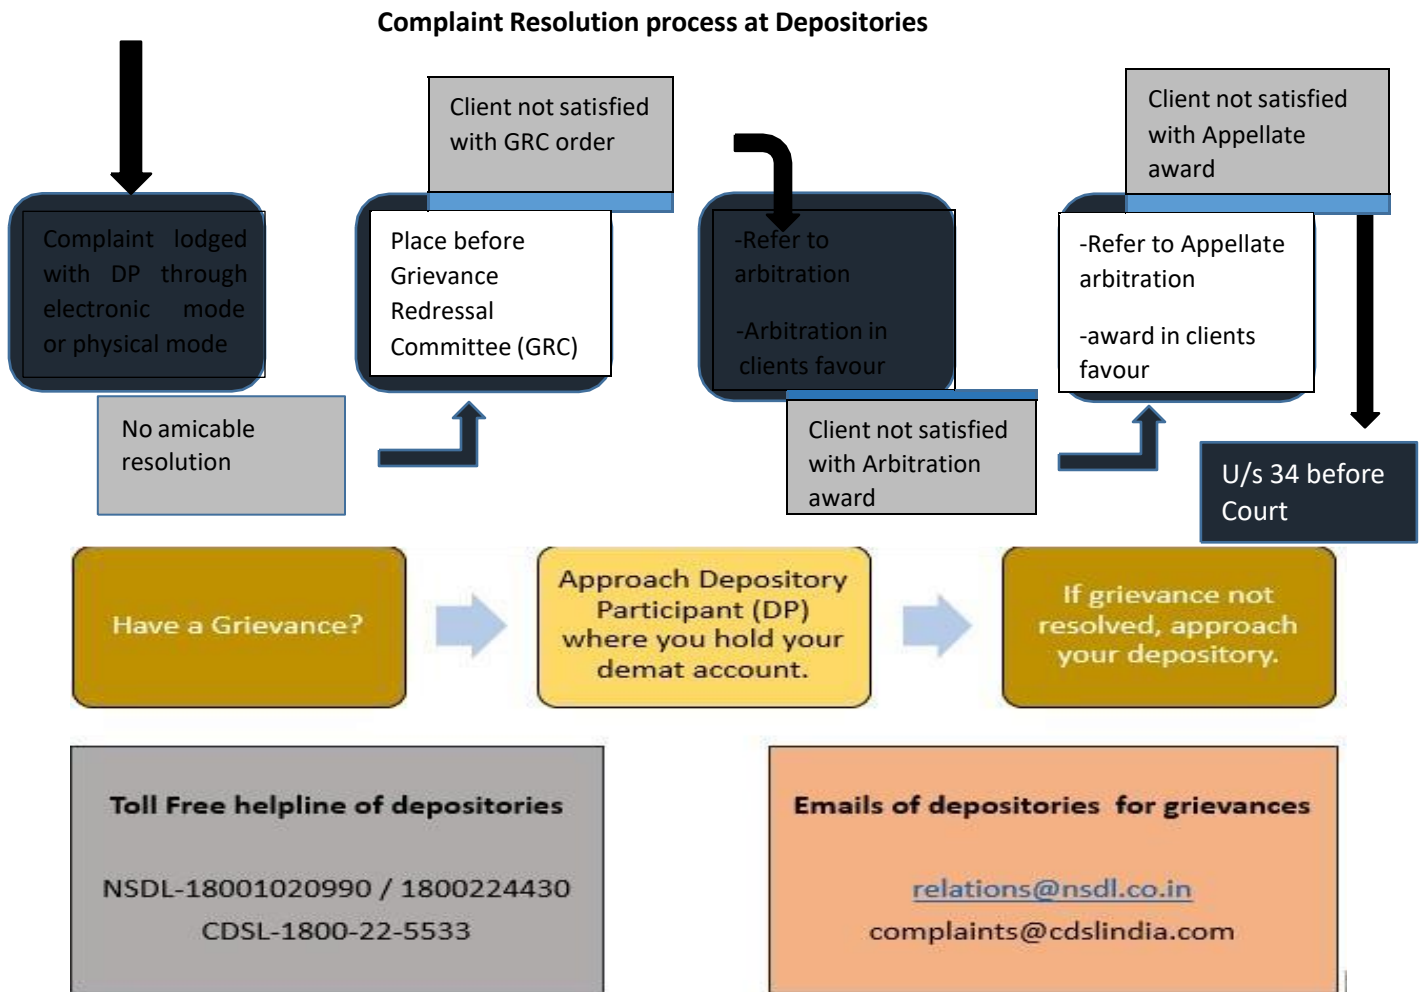 Complaint Resolution process at Depositories
Client not satisfied
with GRC order
Client not satisfied
with Appellate
award
Complaint lodged
with DP through
electronic mode
or physical mode
Place before
Grievance
Redressal
Committee (GRC)
-Refer to
arbitration
-Arbitration in
clients favour
-Refer to Appellate
arbitration
-award in clients
favour
No amicable
resolution
Client not satisfied
with Arbitration
award
U/s 34 before
Court
Have a Grievance?
Approach Depository
Participant (DP)
where you hold your
demat account.
If grievance not
resolved, approach
your depository.
Toll Free helpline of depositories
NSDL-18001020990 / 1800224430
CDSL-1800-22-5533
Emails of depositories for grievances
relations@nsdl.co.in
complaints@cdslindia.com